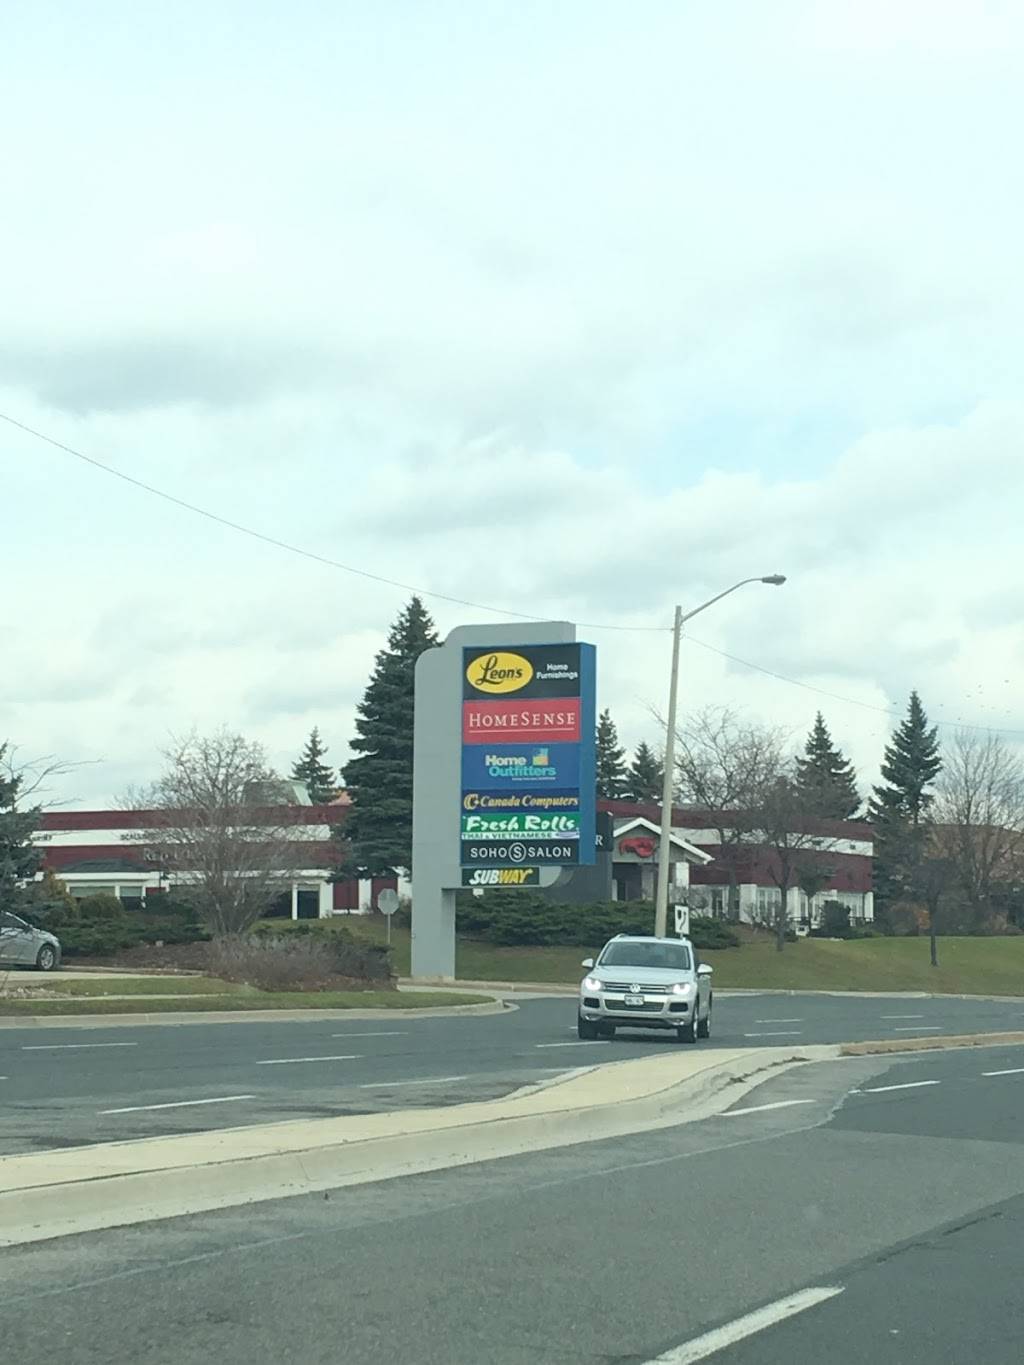 Leon's
Home
Furnishings
HOMESENSE
Home
Outfitters
Canada Computers
Fresh Rolls
THAI & VIETNAMESE
SOHO S SALON
SUBWAY